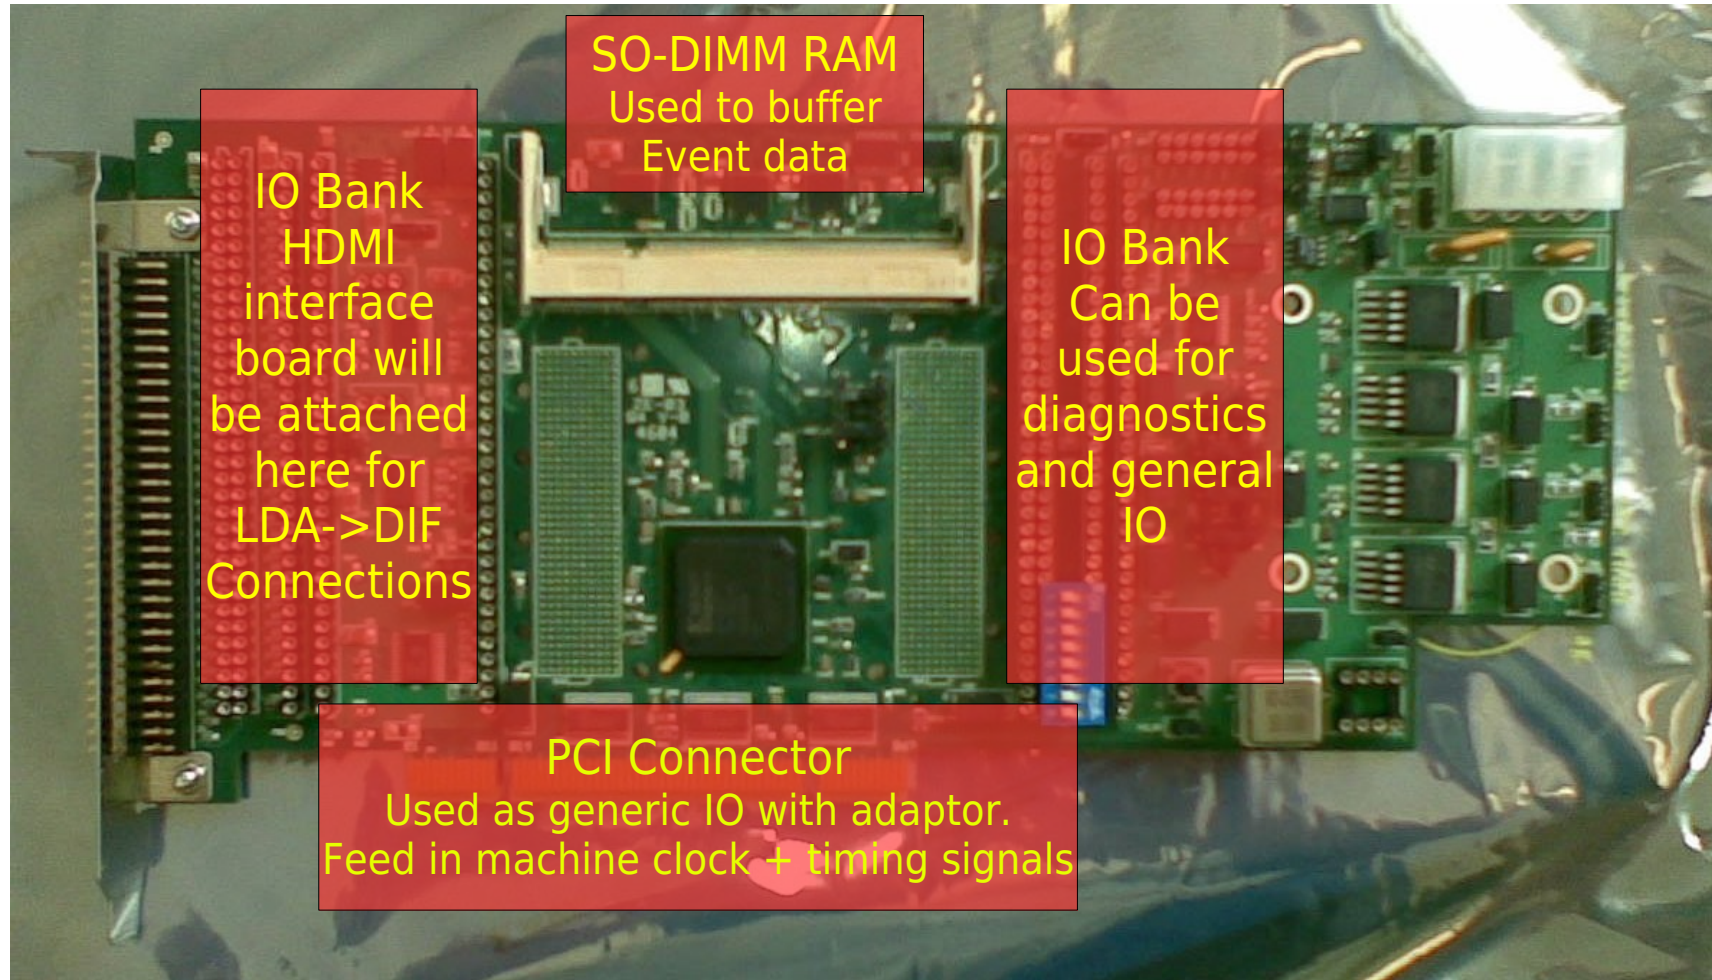 SO-DIMM RAM
Used to buffer
Event data
IO Bank
HDMI
interface
board will
be attached
here for
LDA->DIF
Connections
IO Bank
Can be
used for
diagnostics
and general
IO
PCI Connector
Used as generic IO with adaptor.
Feed in machine clock + timing signals